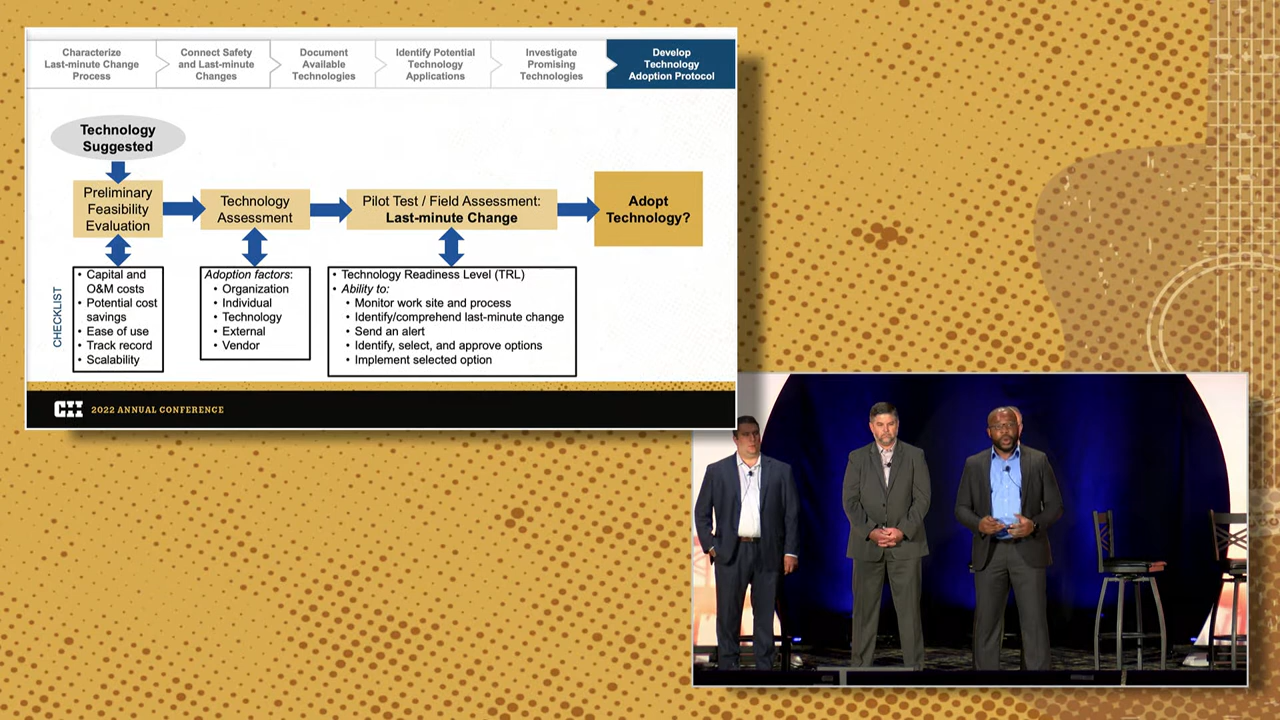 Characterize
Last-minute Change
Process
Connect Safety
and Last-minute
Changes
Document
Available
Technologies
Identify Potential
Technology
Applications
Investigate
Promising
Technologies
Develop
Technology
Adoption Protocol
Technology
Suggested
Preliminary
Feasibility
Evaluation
Technology
Assessment
Pilot Test / Field Assessment:
Last-minute Change
Adopt
Technology?
CHECKLIST
• Capital and
O&M costs
• Potential cost
savings
• Ease of use
• Track record
• Scalability
Adoption factors:
• Organization
• Individual
• Technology
• External
• Vendor
• Technology Readiness Level (TRL)
• Ability to:
• Monitor work site and process
• Identify/comprehend last-minute change
• Send an alert
• Identify, select, and approve options
• Implement selected option
CII 2022 ANNUAL CONFERENCE